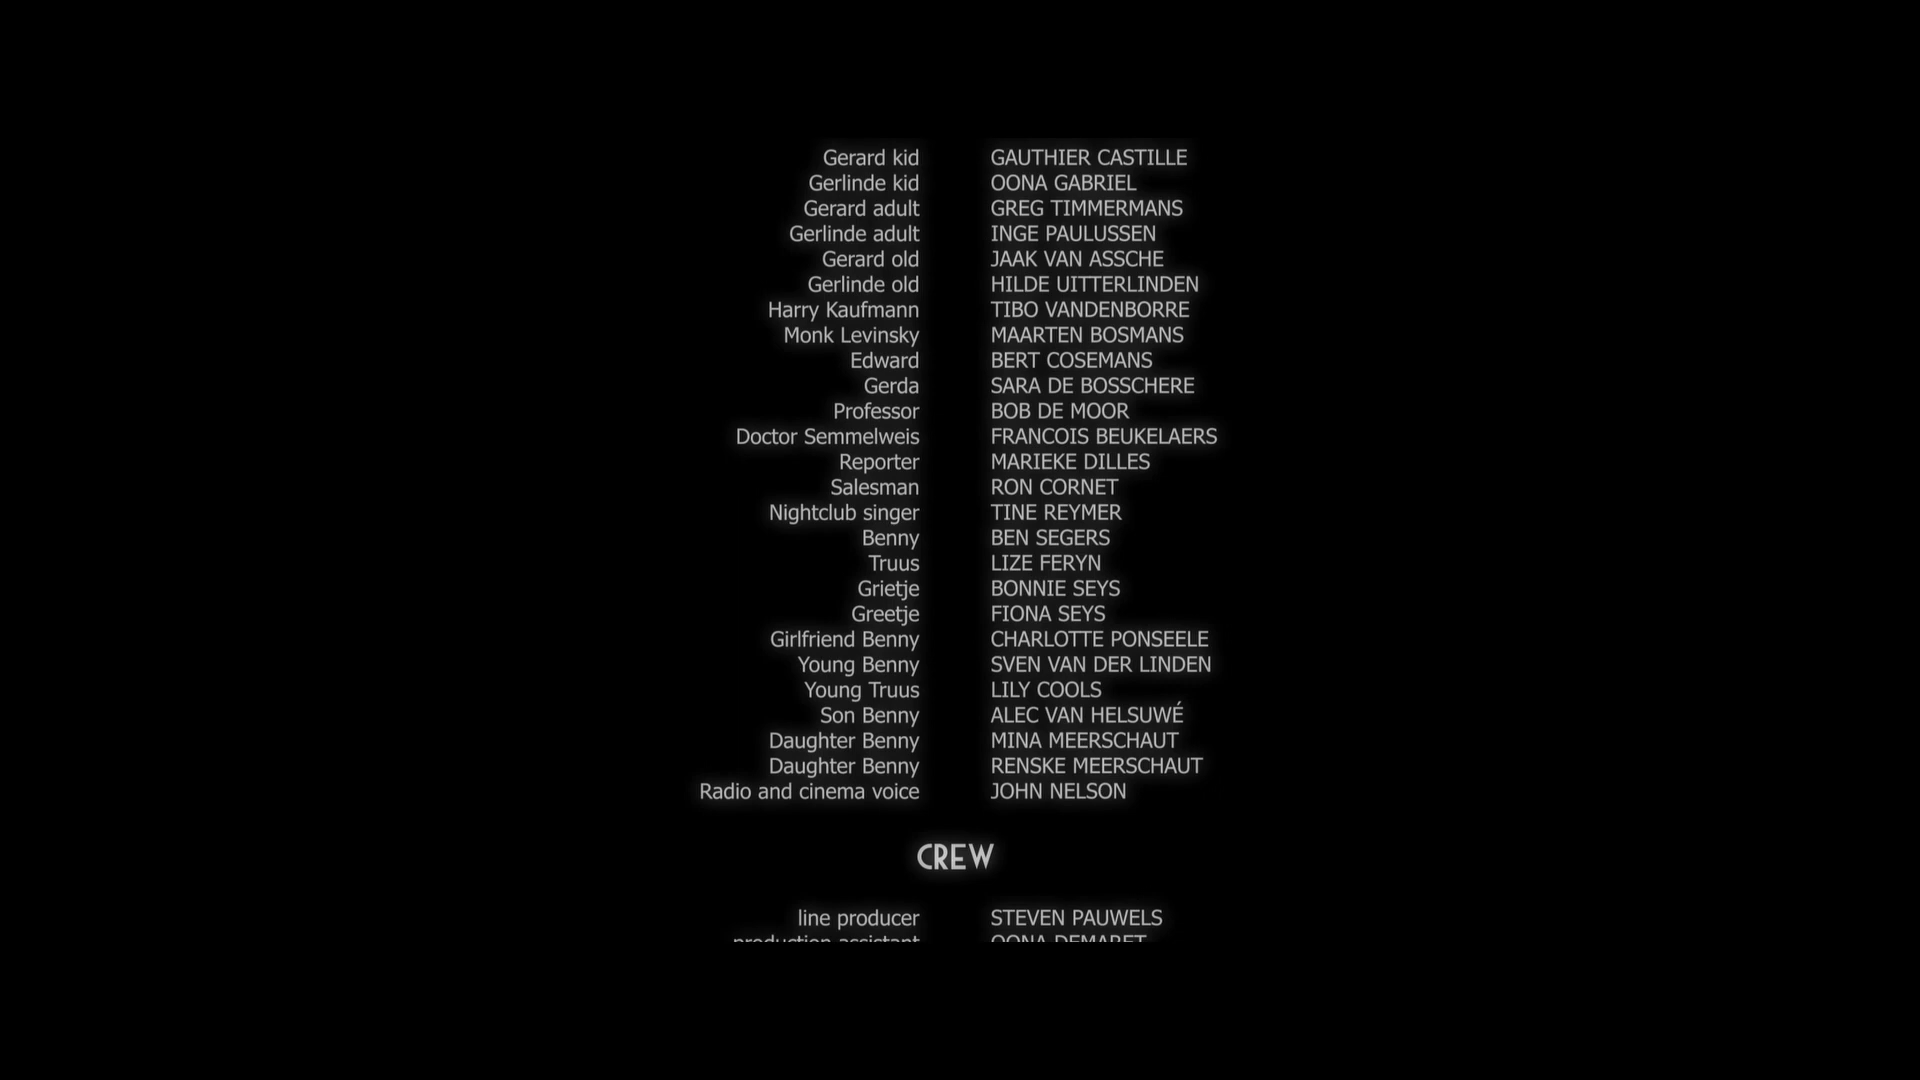 Gerard kid GAUTHIER CASTILLE
Gerlinde kid OONA GABRIEL
Gerard adult GREG TIMMERMANS
Gerlinde adult INGE PAULUSSEN
Gerard old JAAK VAN ASSCHE
Gerlinde old HILDE UITTERLINDEN
Harry Kaufmann TIBO VANDENBORRE
Monk Levinsky MAARTEN BOSMANS
Edward BERT COSEMANS
Gerda SARA DE BOSSCHERE
Professor BOB DE MOOR
Doctor Semmelweis FRANCOIS BEUKELAERS
Reporter MARIEKE DILLES
Salesman RON CORNET
Nightclub singer TINE REYMER
Benny BEN SEGERS
Truus LIZE FERYN
Grietje BONNIE SEYS
Greetje FIONA SEYS
Girlfriend Benny CHARLOTTE PONSEELE
Young Benny SVEN VAN DER LINDEN
Young Truus LILY COOLS
Son Benny ALEC VAN HELSUWÉ
Daughter Benny MINA MEERSCHAUT
Daughter Benny RENSKE MEERSCHAUT
Radio and cinema voice JOHN NELSON
CREW
line producer STEVEN PAUWELS
production assistant OONA DEMARET